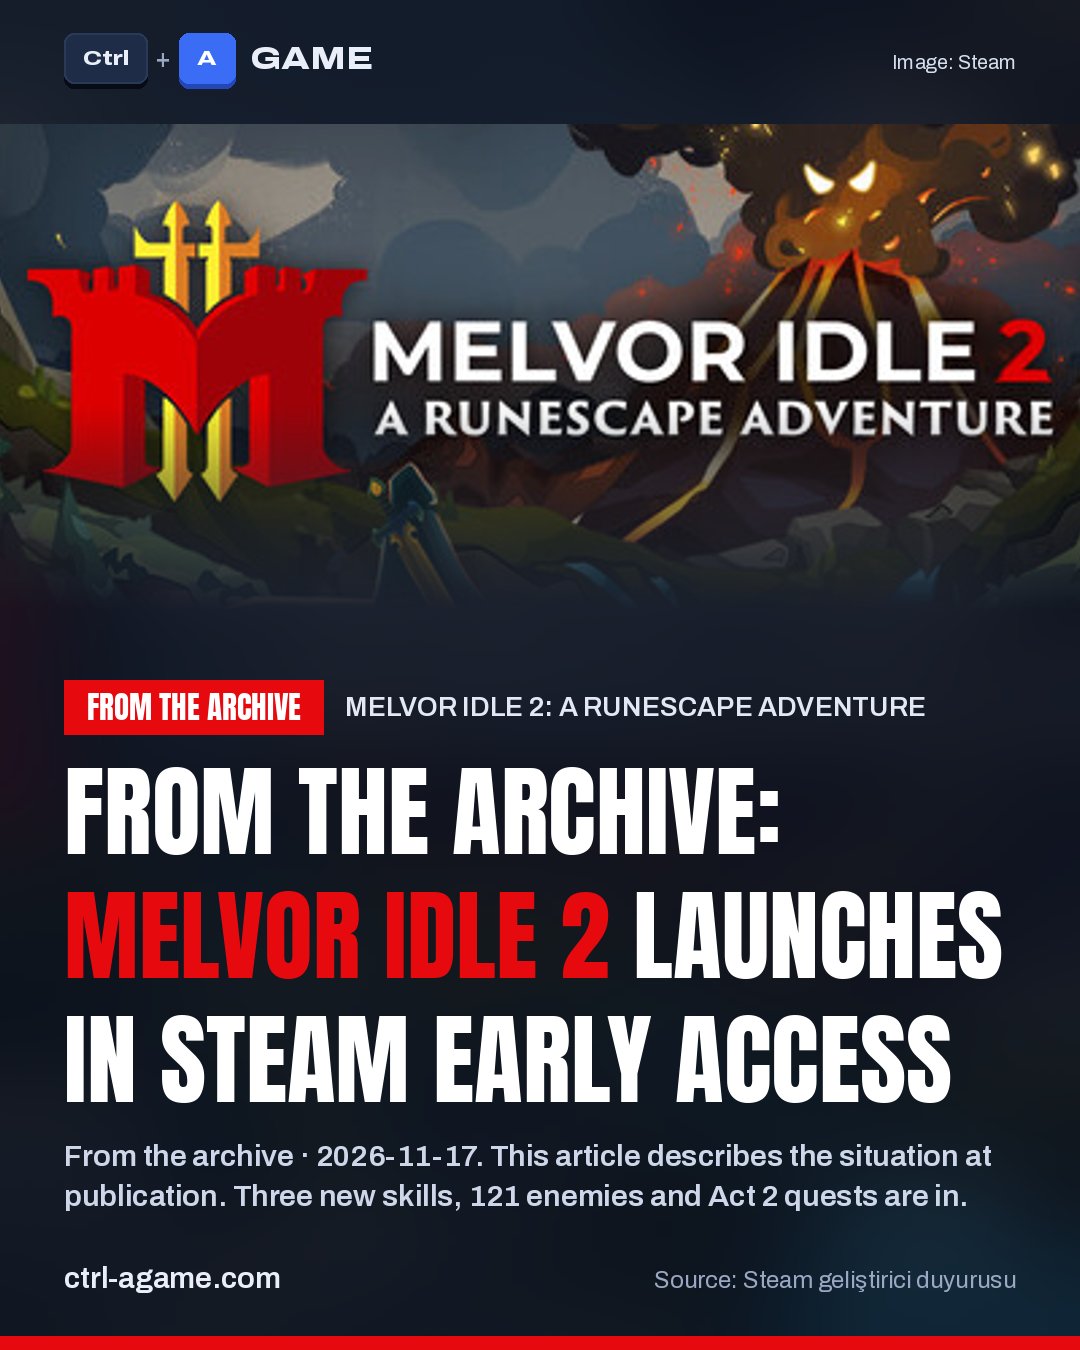 Ctrl + A GAME
Image: Steam
MELVOR IDLE 2
A RUNESCAPE ADVENTURE
FROM THE ARCHIVE MELVOR IDLE 2: A RUNESCAPE ADVENTURE
FROM THE ARCHIVE:
MELVOR IDLE 2 LAUNCHES
IN STEAM EARLY ACCESS
From the archive · 2026-11-17. This article describes the situation at
publication. Three new skills, 121 enemies and Act 2 quests are in.
ctrl-agame.com
Source: Steam geliştirici duyurusu